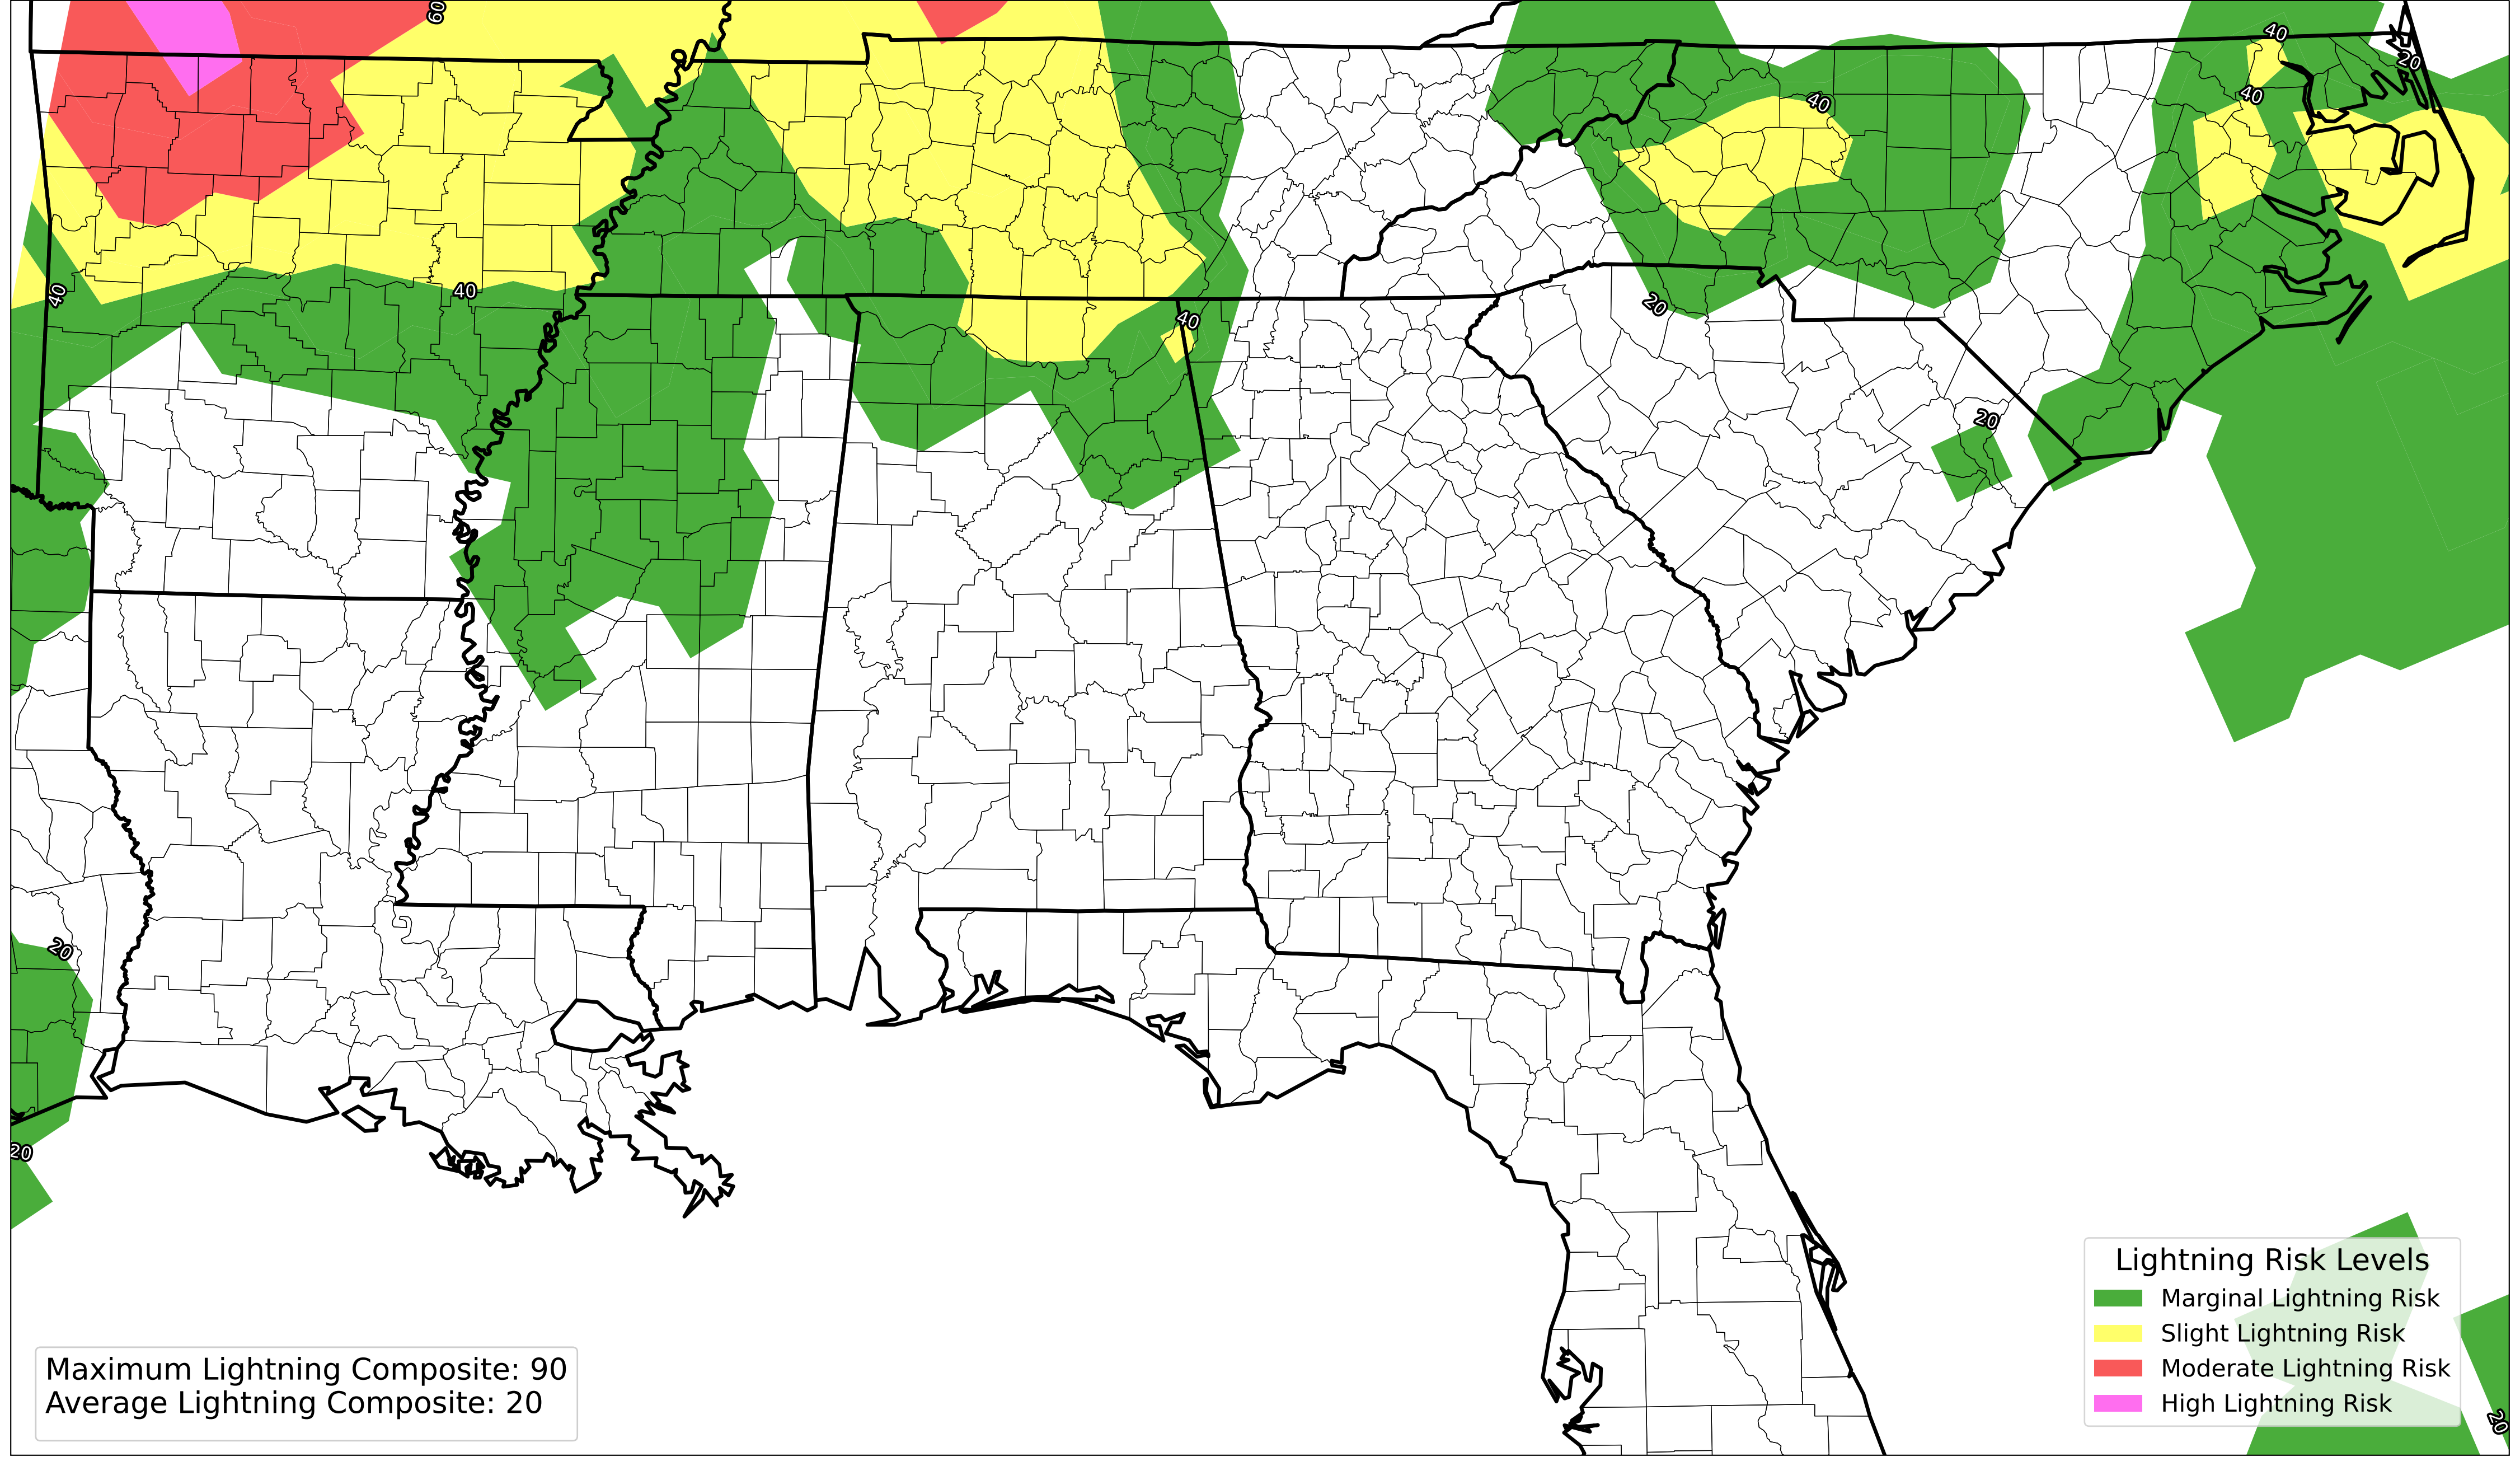 60
40
20
40
40
40
40
40
20
20
20
20
20
Lightning Risk Levels
Marginal Lightning Risk
Slight Lightning Risk
Moderate Lightning Risk
High Lightning Risk
Maximum Lightning Composite: 90
Average Lightning Composite: 20